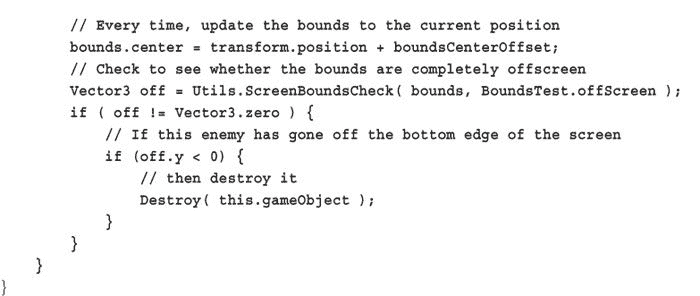 // Every time, update the bounds to the current position
bounds.center = transform.position + boundsCenterOffset;
// Check to see whether the bounds are completely offscreen
Vector3 off = Utils.ScreenBoundsCheck( bounds, BoundsTest.offScreen );
if ( off != Vector3.zero ) {
// If this enemy has gone off the bottom edge of the screen
if (off.y < 0) {
// then destroy it
Destroy( this.gameObject );
}
}
}
}